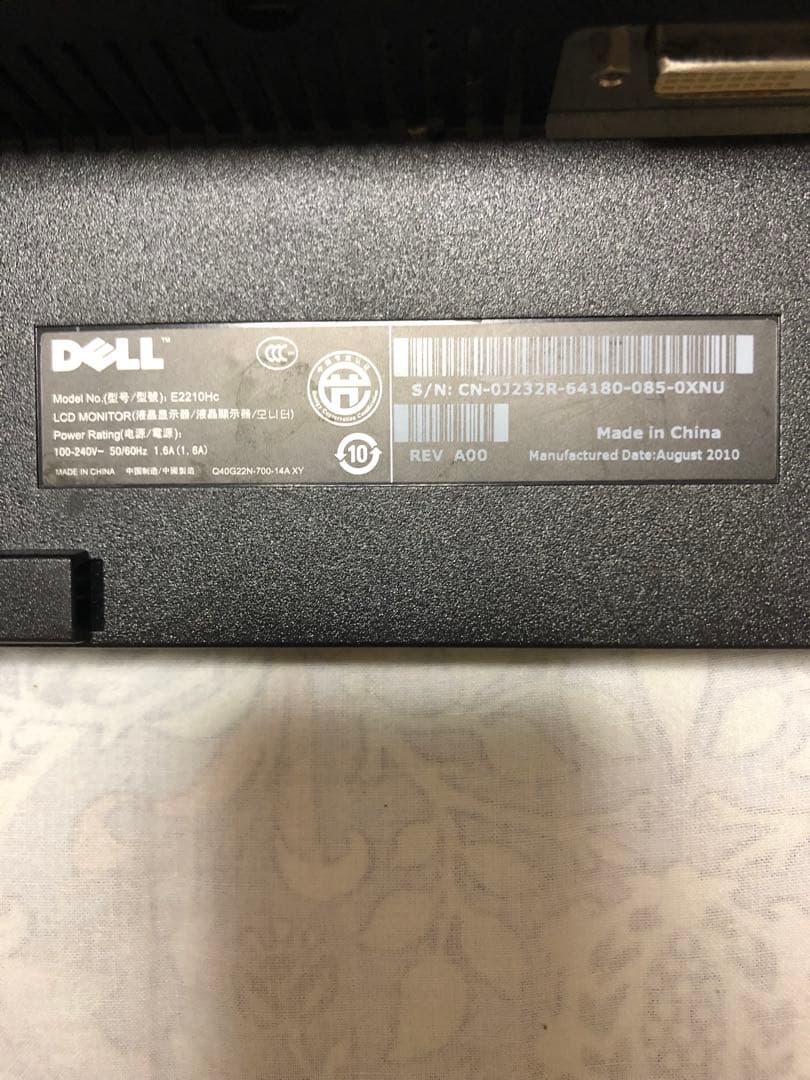 DELL™
Model No.(型号/型號): E2210Hc
LCD MONITOR(液晶显示器/液晶顯示器/모니터)
Power Rating(电源/電源):
100-240V~ 50/60Hz 1.6A(1.6A)
MADE IN CHINA 中国制造/中國製造 Q40G22N-700-14A XY
CCC
10
S/N: CN-0J232R-64180-085-0XNU
REV A00
Made in China
Manufactured Date:August 2010